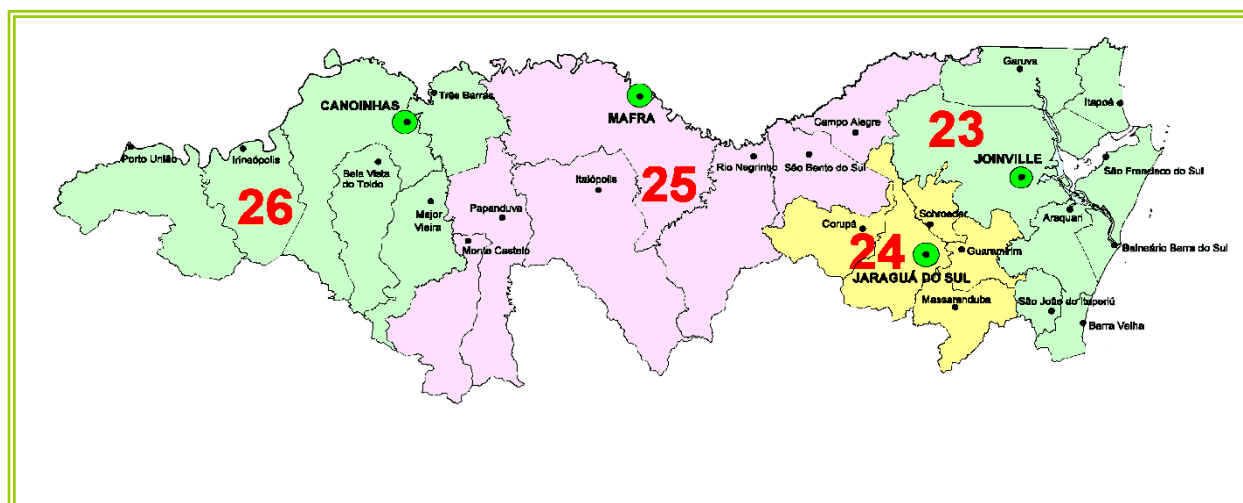 Garuva
Três Barras
CANOINHAS
Itapoá
MAFRA
Campo Alegre
23
Porto União
Irineópolis
Rio Negrinho
São Bento do Sul
JOINVILLE
São Francisco do Sul
Bela Vista
do Toldo
Itaiópolis
25
26
Major
Vieira
Papanduva
Schroeder
Araquari
Corupá
Monte Castelo
24
Guaramirim
Balneário Barra do Sul
JARAGUÁ DO SUL
Massaranduba
São João do Itaperiú
Barra Velha